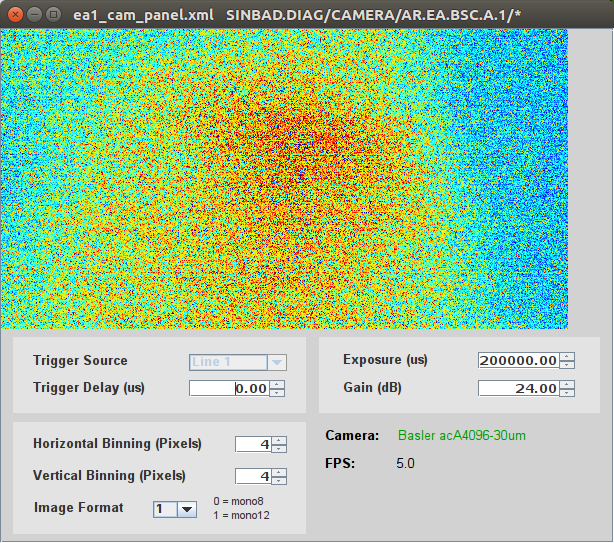 ea1_cam_panel.xml SINBAD.DIAG/CAMERA/AR.EA.BSC.A.1/*
Trigger Source Line 1
Trigger Delay (us) 0.00
Exposure (us) 200000.00
Gain (dB) 24.00
Horizontal Binning (Pixels) 4
Vertical Binning (Pixels) 4
Image Format 1 0 = mono8
1 = mono12
Camera: Basler acA4096-30um
FPS: 5.0